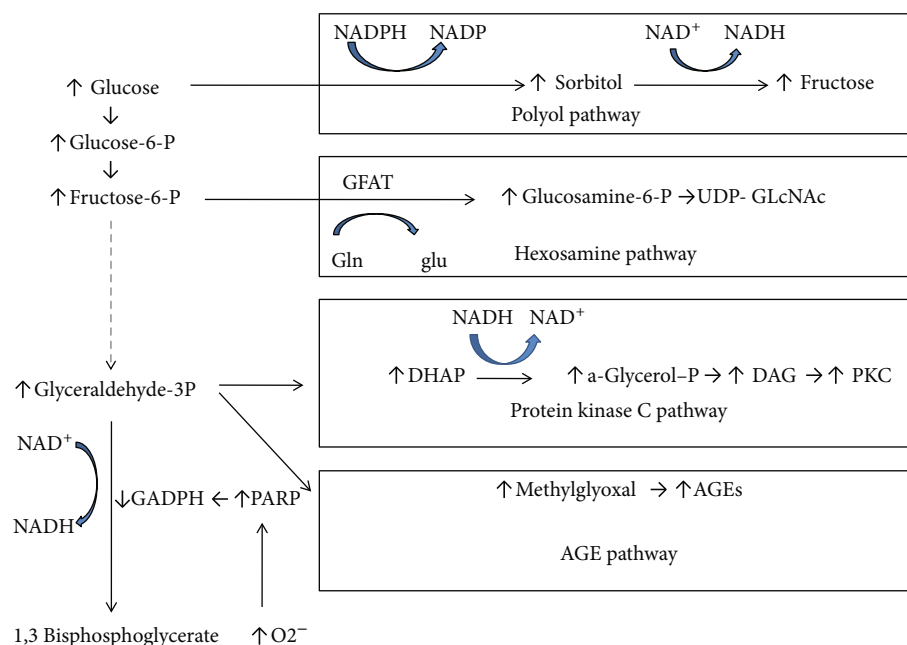 NADPH NADP NAD⁺ NADH
↑ Glucose → ↑ Sorbitol → ↑ Fructose
Polyol pathway
↓
↑ Glucose-6-P
↓
↑ Fructose-6-P
GFAT
→ ↑ Glucosamine-6-P → UDP- GLcNAc
Gln glu
Hexosamine pathway
NADH NAD⁺
↑ Glyceraldehyde-3P
→ ↑ DHAP → ↑ a-Glycerol–P → ↑ DAG → ↑ PKC
Protein kinase C pathway
NAD⁺
NADH
↓ GADPH ← ↑ PARP
↑ Methylglyoxal → ↑ AGEs
AGE pathway
1,3 Bisphosphoglycerate
↑ O2⁻